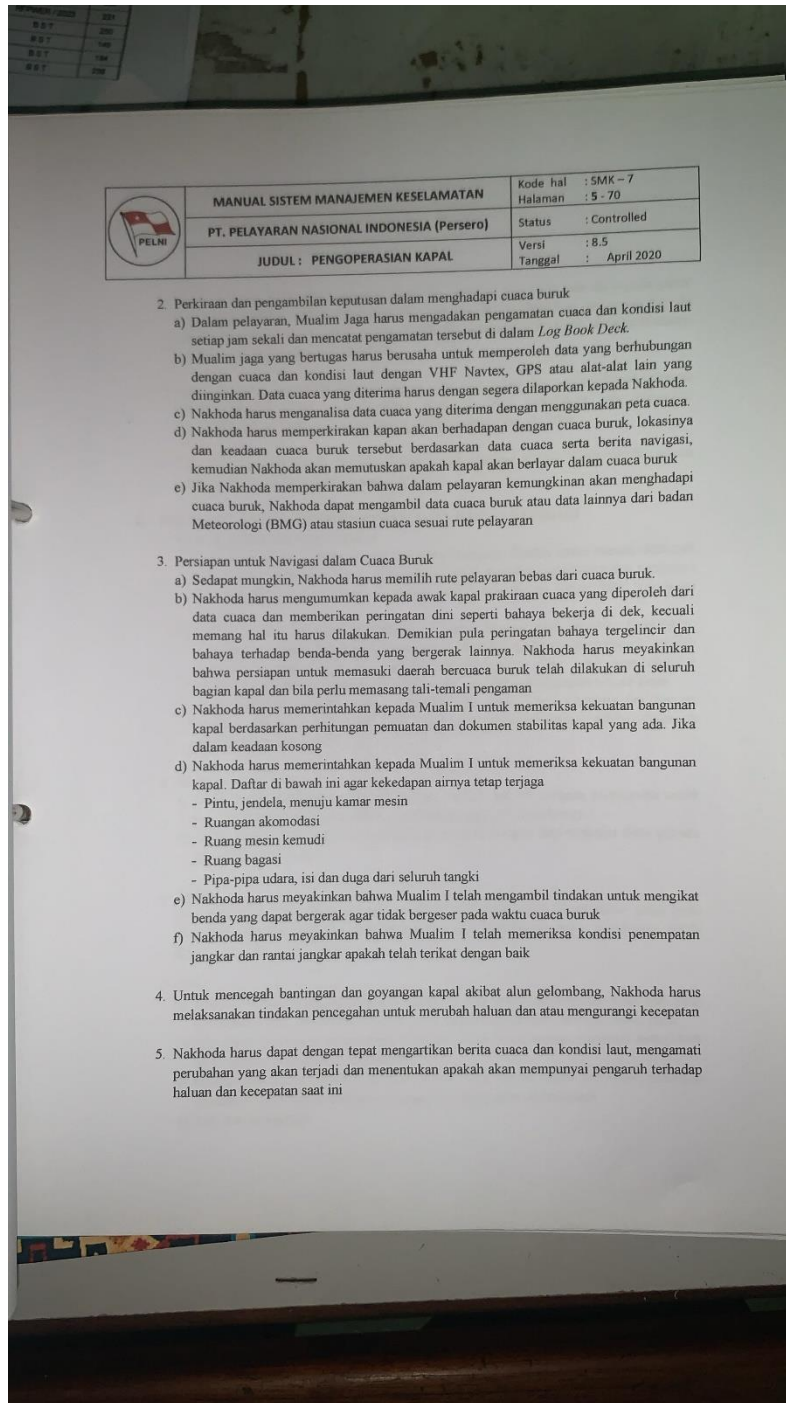 221
BST 250
BST 149
BST 184
BST 258
PELNI
MANUAL SISTEM MANAJEMEN KESELAMATAN
PT. PELAYARAN NASIONAL INDONESIA (Persero)
JUDUL : PENGOPERASIAN KAPAL
Kode hal : SMK – 7
Halaman : 5 - 70
Status : Controlled
Versi : 8.5
Tanggal : April 2020
2. Perkiraan dan pengambilan keputusan dalam menghadapi cuaca buruk
a) Dalam pelayaran, Mualim Jaga harus mengadakan pengamatan cuaca dan kondisi laut
setiap jam sekali dan mencatat pengamatan tersebut di dalam Log Book Deck.
b) Mualim jaga yang bertugas harus berusaha untuk memperoleh data yang berhubungan
dengan cuaca dan kondisi laut dengan VHF Navtex, GPS atau alat-alat lain yang
diinginkan. Data cuaca yang diterima harus dengan segera dilaporkan kepada Nakhoda.
c) Nakhoda harus menganalisa data cuaca yang diterima dengan menggunakan peta cuaca.
d) Nakhoda harus memperkirakan kapan akan berhadapan dengan cuaca buruk, lokasinya
dan keadaan cuaca buruk tersebut berdasarkan data cuaca serta berita navigasi,
kemudian Nakhoda akan memutuskan apakah kapal akan berlayar dalam cuaca buruk
e) Jika Nakhoda memperkirakan bahwa dalam pelayaran kemungkinan akan menghadapi
cuaca buruk, Nakhoda dapat mengambil data cuaca buruk atau data lainnya dari badan
Meteorologi (BMG) atau stasiun cuaca sesuai rute pelayaran
3. Persiapan untuk Navigasi dalam Cuaca Buruk
a) Sedapat mungkin, Nakhoda harus memilih rute pelayaran bebas dari cuaca buruk.
b) Nakhoda harus mengumumkan kepada awak kapal prakiraan cuaca yang diperoleh dari
data cuaca dan memberikan peringatan dini seperti bahaya bekerja di dek, kecuali
memang hal itu harus dilakukan. Demikian pula peringatan bahaya tergelincir dan
bahaya terhadap benda-benda yang bergerak lainnya. Nakhoda harus meyakinkan
bahwa persiapan untuk memasuki daerah bercuaca buruk telah dilakukan di seluruh
bagian kapal dan bila perlu memasang tali-temali pengaman
c) Nakhoda harus memerintahkan kepada Mualim I untuk memeriksa kekuatan bangunan
kapal berdasarkan perhitungan pemuatan dan dokumen stabilitas kapal yang ada. Jika
dalam keadaan kosong
d) Nakhoda harus memerintahkan kepada Mualim I untuk memeriksa kekuatan bangunan
kapal. Daftar di bawah ini agar kekedapan airnya tetap terjaga
- Pintu, jendela, menuju kamar mesin
- Ruangan akomodasi
- Ruang mesin kemudi
- Ruang bagasi
- Pipa-pipa udara, isi dan duga dari seluruh tangki
e) Nakhoda harus meyakinkan bahwa Mualim I telah mengambil tindakan untuk mengikat
benda yang dapat bergerak agar tidak bergeser pada waktu cuaca buruk
f) Nakhoda harus meyakinkan bahwa Mualim I telah memeriksa kondisi penempatan
jangkar dan rantai jangkar apakah telah terikat dengan baik
4. Untuk mencegah bantingan dan goyangan kapal akibat alun gelombang, Nakhoda harus
melaksanakan tindakan pencegahan untuk merubah haluan dan atau mengurangi kecepatan
5. Nakhoda harus dapat dengan tepat mengartikan berita cuaca dan kondisi laut, mengamati
perubahan yang akan terjadi dan menentukan apakah akan mempunyai pengaruh terhadap
haluan dan kecepatan saat ini